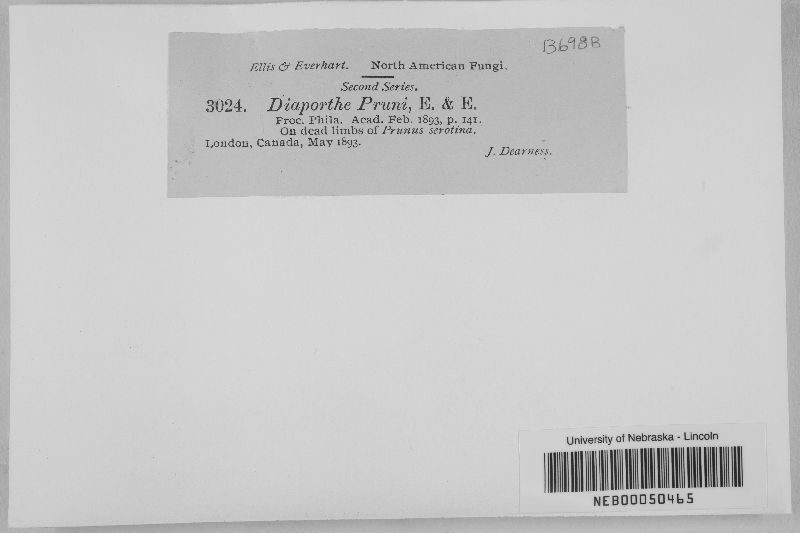 B698B
Ellis & Everhart. North American Fungi.
Second Series.
3024. Diaporthe Pruni, E. & E.
Proc. Phila. Acad. Feb. 1893, p. 141.
On dead limbs of Prunus serotina.
London, Canada, May 1893.
J. Dearness.
University of Nebraska - Lincoln
NEB00050465